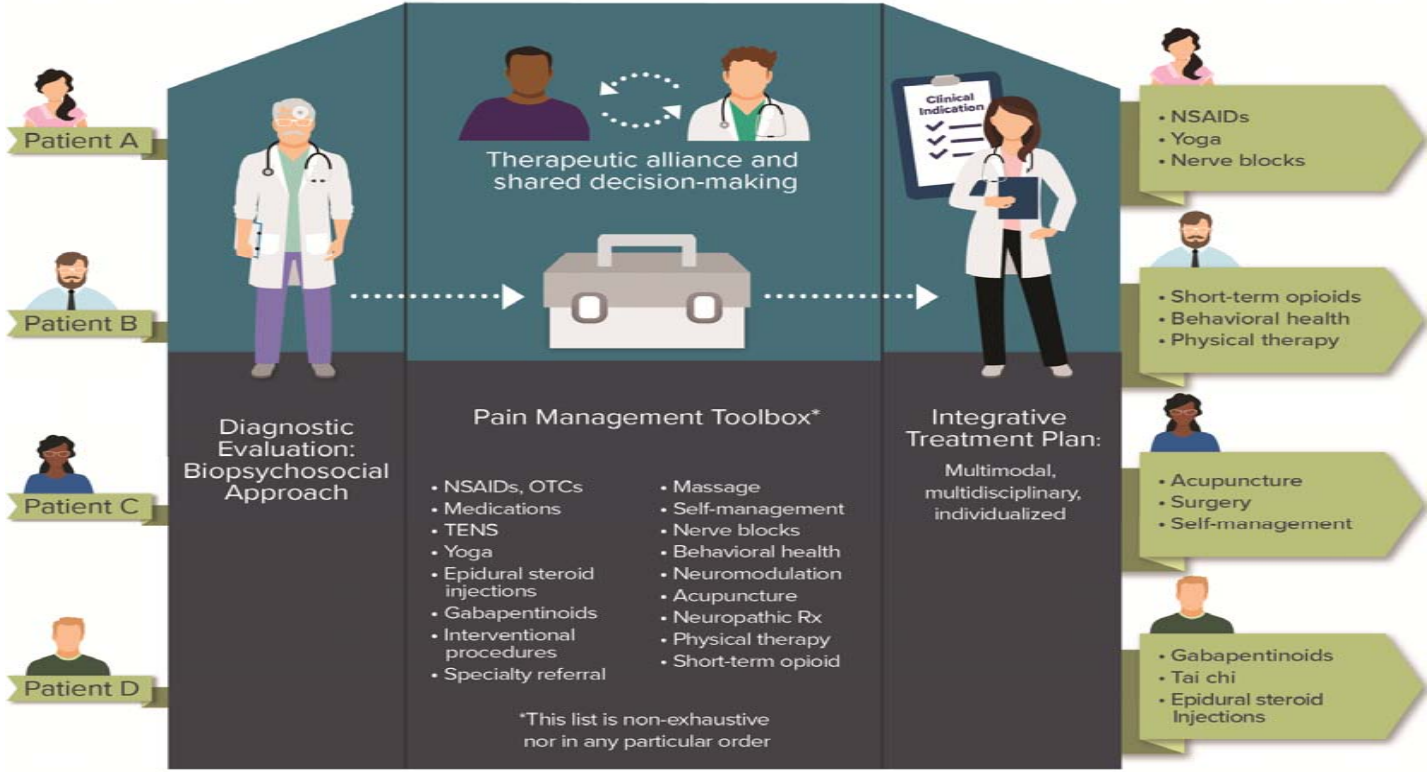 Patient A
Patient B
Patient C
Patient D
Diagnostic
Evaluation:
Biopsychosocial
Approach
Therapeutic alliance and
shared decision-making
Pain Management Toolbox*
• NSAIDs, OTCs
• Medications
• TENS
• Yoga
• Epidural steroid
injections
• Gabapentinoids
• Interventional
procedures
• Specialty referral
• Massage
• Self-management
• Nerve blocks
• Behavioral health
• Neuromodulation
• Acupuncture
• Neuropathic Rx
• Physical therapy
• Short-term opioid
*This list is non-exhaustive
nor in any particular order
Clinical
Indication
Integrative
Treatment Plan:
Multimodal,
multidisciplinary,
individualized
• NSAIDs
• Yoga
• Nerve blocks
• Short-term opioids
• Behavioral health
• Physical therapy
• Acupuncture
• Surgery
• Self-management
• Gabapentinoids
• Tai chi
• Epidural steroid
Injections